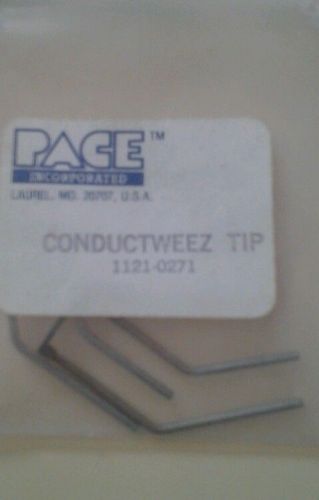 PACE™
INCORPORATED
LAUREL, MD. 20707, U.S.A.
CONDUCTWEEZ TIP
1121-0271